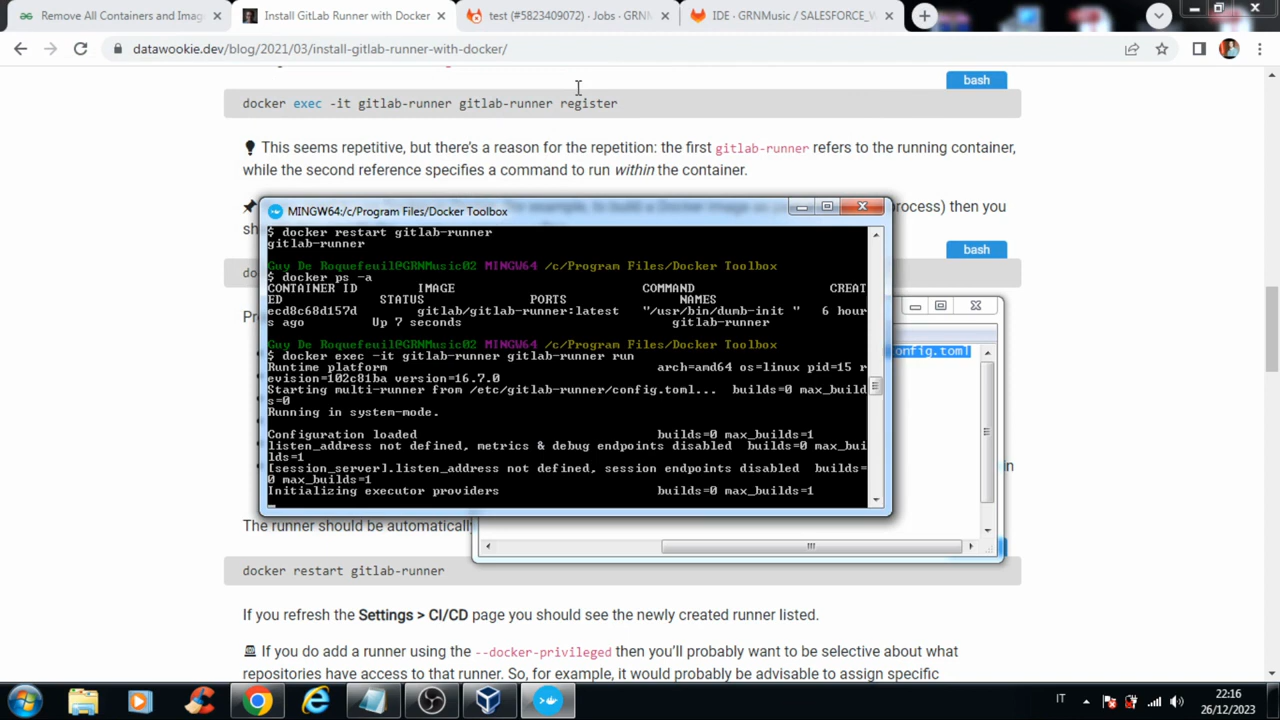 Remove All Containers and Imag
Install GitLab Runner with Docker
test (#5823409072) · Jobs · GRNM
IDE · GRNMusic / SALESFORCE_W
datawookie.dev/blog/2021/03/install-gitlab-runner-with-docker/
bash
docker exec -it gitlab-runner gitlab-runner register
This seems repetitive, but there's a reason for the repetition: the first gitlab-runner refers to the running container,
while the second reference specifies a command to run within the container.
process) then you
sh
bash
do
Pr
MINGW64:/c/Program Files/Docker Toolbox
$ docker restart gitlab-runner
gitlab-runner
Guy De Roquefeuil@GRNMusic02 MINGW64 /c/Program Files/Docker Toolbox
$ docker ps -a
CONTAINER ID IMAGE COMMAND CREAT
ED STATUS PORTS NAMES
ecd8c68d157d gitlab/gitlab-runner:latest "/usr/bin/dumb-init " 6 hour
s ago Up 7 seconds gitlab-runner
Guy De Roquefeuil@GRNMusic02 MINGW64 /c/Program Files/Docker Toolbox
$ docker exec -it gitlab-runner gitlab-runner run
Runtime platform arch=amd64 os=linux pid=15 r
evision=102c81ba version=16.7.0
Starting multi-runner from /etc/gitlab-runner/config.toml... builds=0 max_build
s=0
Running in system-mode.
Configuration loaded builds=0 max_builds=1
listen_address not defined, metrics & debug endpoints disabled builds=0 max_bui
lds=1
[session_server].listen_address not defined, session endpoints disabled builds=
0 max_builds=1
Initializing executor providers builds=0 max_builds=1
onfig.toml
in
The runner should be automaticall
docker restart gitlab-runner
If you refresh the Settings > CI/CD page you should see the newly created runner listed.
If you do add a runner using the --docker-privileged then you'll probably want to be selective about what
repositories have access to that runner. So, for example, it would probably be advisable to assign specific
IT
22:16
26/12/2023